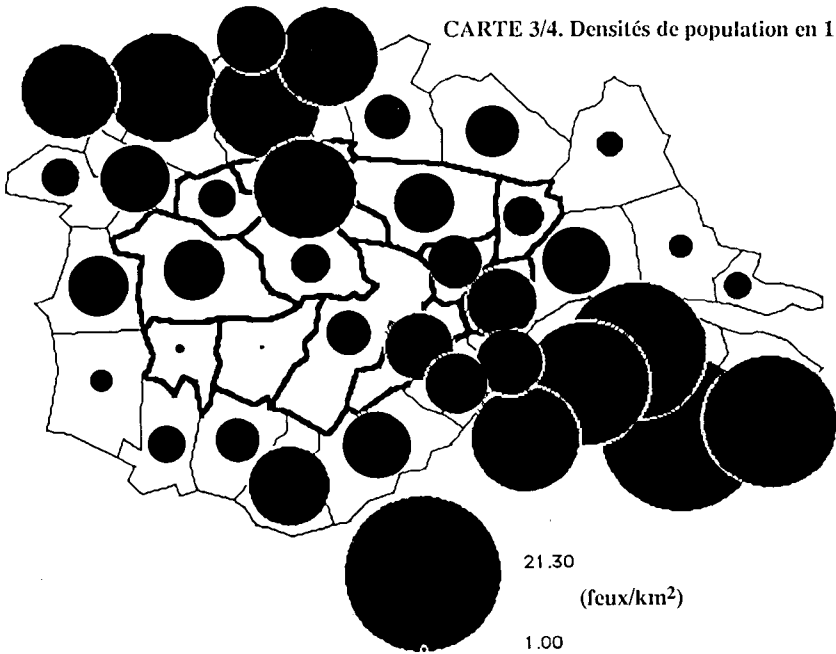 CARTE 3/4. Densités de population en 1
21.30
(feux/km²)
1.00